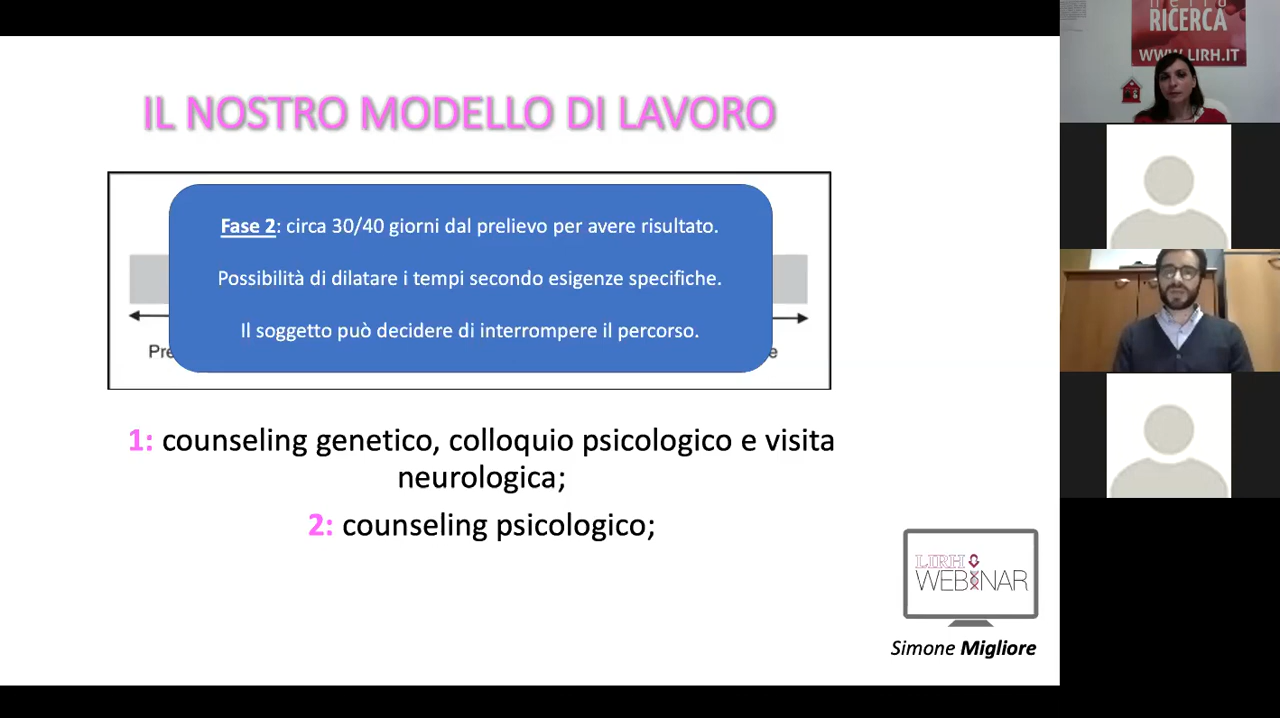 IL NOSTRO MODELLO DI LAVORO
Fase 2: circa 30/40 giorni dal prelievo per avere risultato.
Possibilità di dilatare i tempi secondo esigenze specifiche.
Il soggetto può decidere di interrompere il percorso.
1: counseling genetico, colloquio psicologico e visita
neurologica;
2: counseling psicologico;
LIRH
WEBINAR
Simone Migliore
RICERCA
WWW.LIRH.IT